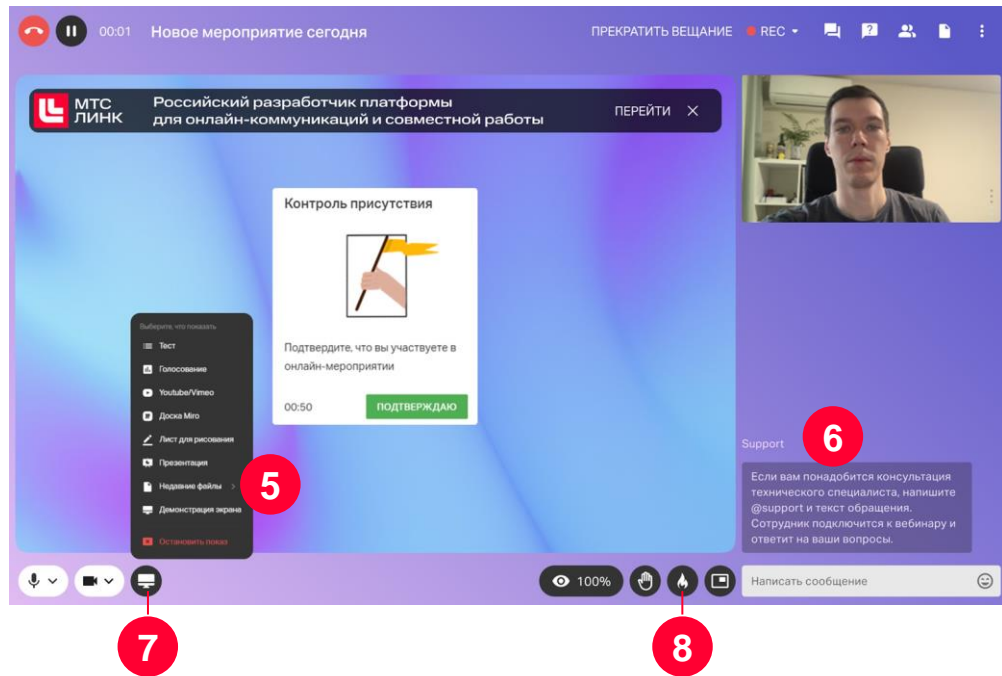 00:01 Новое мероприятие сегодня ПРЕКРАТИТЬ ВЕЩАНИЕ REC
МТС
ЛИНК
Российский разработчик платформы
для онлайн-коммуникаций и совместной работы
ПЕРЕЙТИ
Контроль присутствия
Подтвердите, что вы участвуете в
онлайн-мероприятии
00:50 ПОДТВЕРЖДАЮ
Выберите, что показать
Тест
Голосование
Youtube/Vimeo
Доска Miro
Лист для рисования
Презентация
Недавние файлы
Демонстрация экрана
Остановить показ
5
Support
6
Если вам понадобится консультация
технического специалиста, напишите
@support и текст обращения.
Сотрудник подключится к вебинару и
ответит на ваши вопросы.
100%
Написать сообщение
7
8